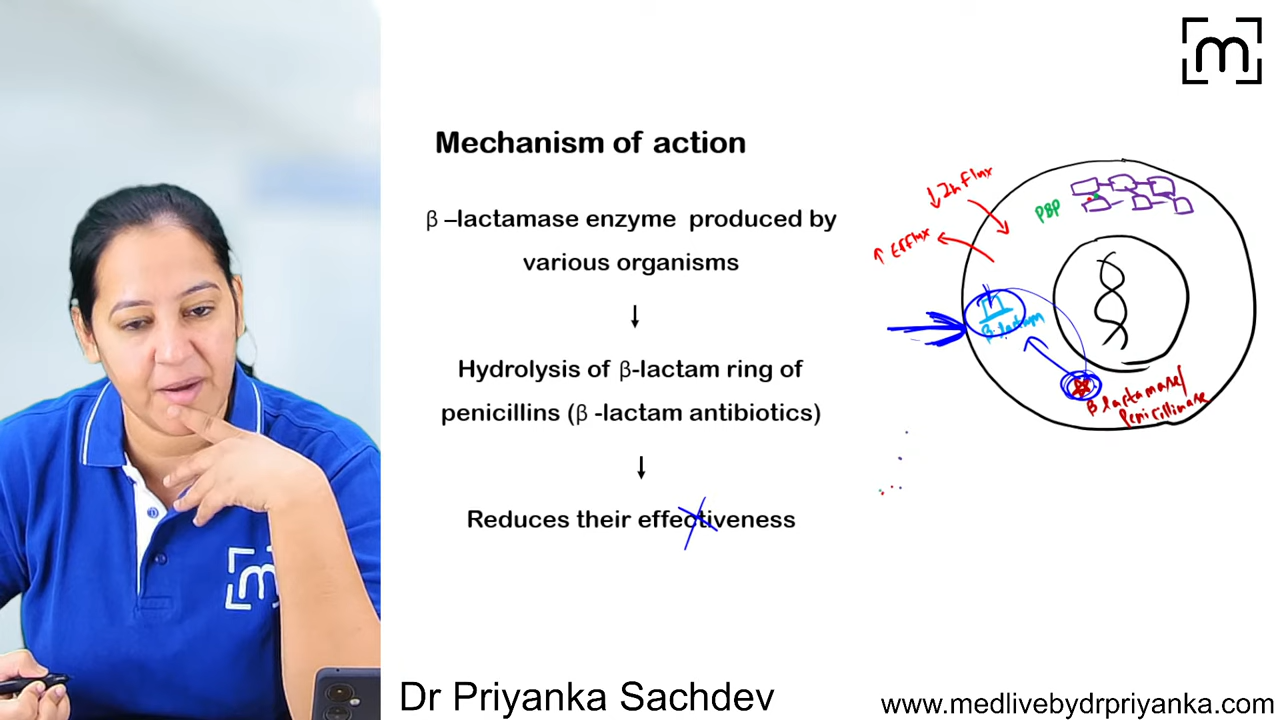 m
Mechanism of action
β –lactamase enzyme produced by
various organisms
↓
Hydrolysis of β-lactam ring of
penicillins (β -lactam antibiotics)
↓
Reduces their effectiveness
↓ Influx
↑ Efflux
PBP
β-lactam
β lactamase/
penicillinase
m
Dr Priyanka Sachdev
www.medlivebydrpriyanka.com